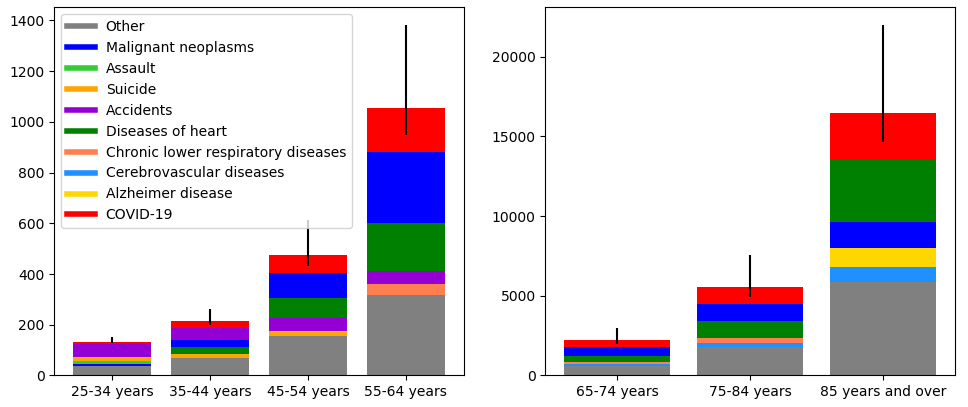 1400
1200
1000
800
600
400
200
0
Other
Malignant neoplasms
Assault
Suicide
Accidents
Diseases of heart
Chronic lower respiratory diseases
Cerebrovascular diseases
Alzheimer disease
COVID-19
25-34 years 35-44 years 45-54 years 55-64 years
20000
15000
10000
5000
0
65-74 years 75-84 years 85 years and over